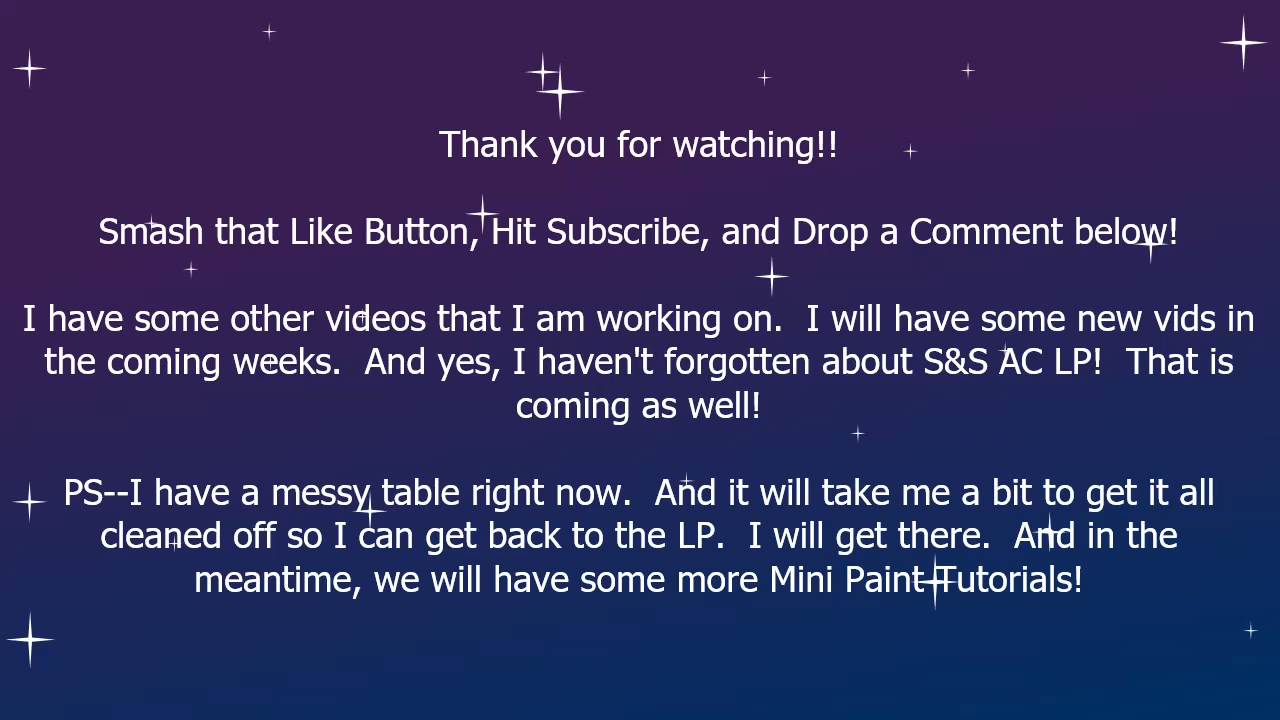 Thank you for watching!!
Smash that Like Button, Hit Subscribe, and Drop a Comment below!
I have some other videos that I am working on.  I will have some new vids in
the coming weeks.  And yes, I haven't forgotten about S&S AC LP!  That is
coming as well!
PS--I have a messy table right now.  And it will take me a bit to get it all
cleaned off so I can get back to the LP.  I will get there.  And in the
meantime, we will have some more Mini Paint Tutorials!